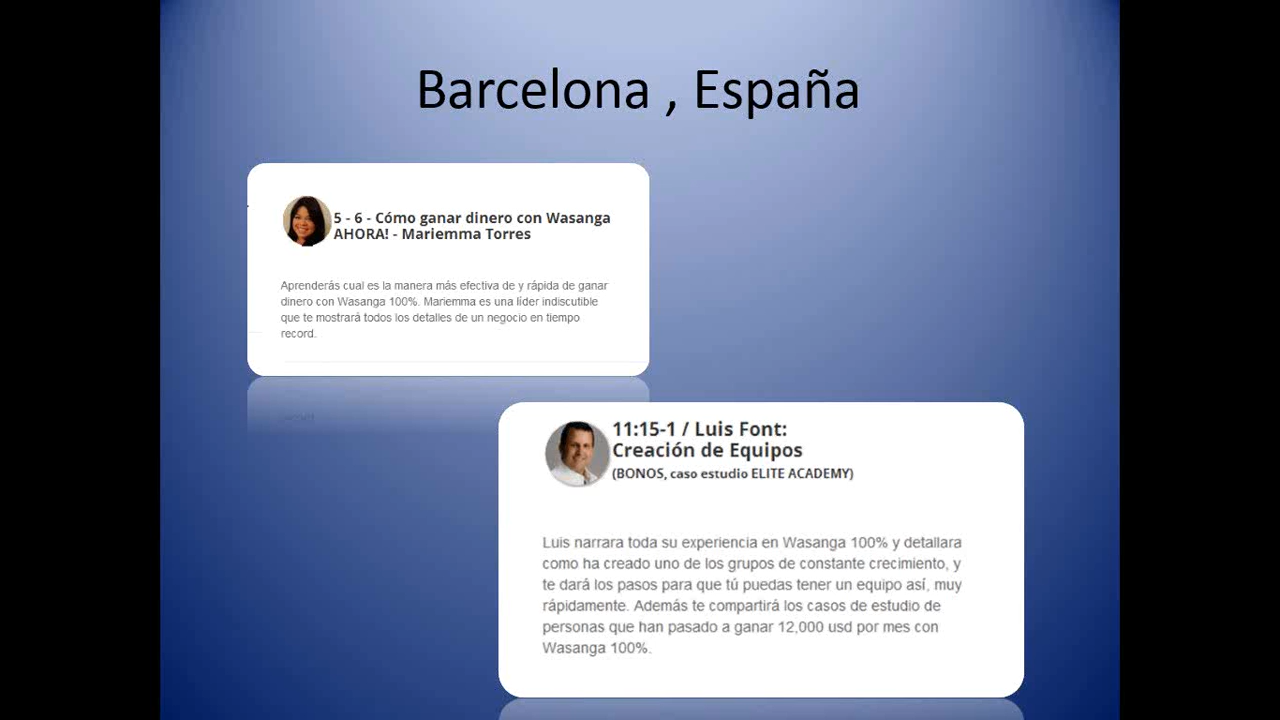 Barcelona , España
5 - 6 - Cómo ganar dinero con Wasanga
AHORA! - Mariemma Torres
Aprenderás cual es la manera más efectiva de y rápida de ganar
dinero con Wasanga 100%. Mariemma es una líder indiscutible
que te mostrará todos los detalles de un negocio en tiempo
record.
11:15-1 / Luis Font:
Creación de Equipos
(BONOS, caso estudio ELITE ACADEMY)
Luis narrara toda su experiencia en Wasanga 100% y detallara
como ha creado uno de los grupos de constante crecimiento, y
te dará los pasos para que tú puedas tener un equipo así, muy
rápidamente. Además te compartirá los casos de estudio de
personas que han pasado a ganar 12,000 usd por mes con
Wasanga 100%.